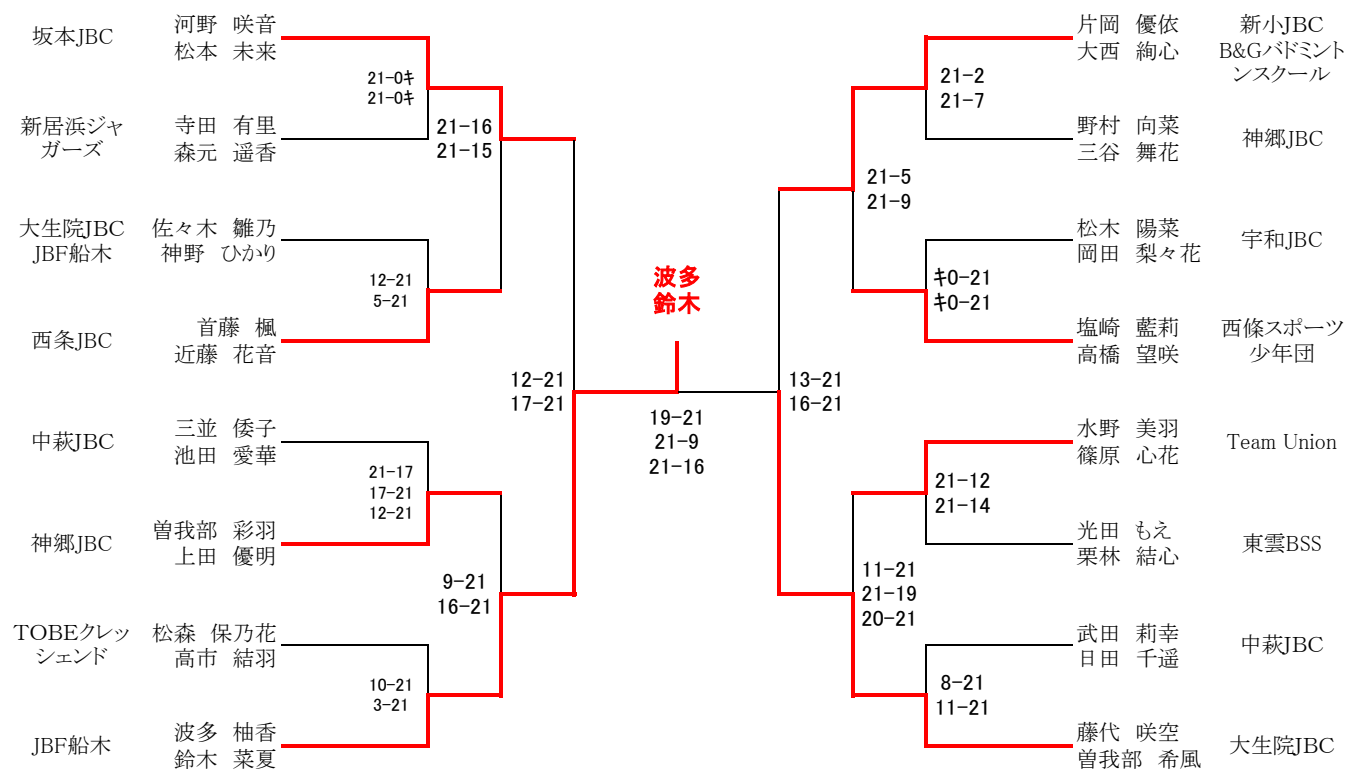 坂本JBC
河野 咲音
松本 未来
21-0キ
21-0キ
新居浜ジャ
ガーズ
寺田 有里
森元 遥香
21-16
21-15
大生院JBC
JBF船木
佐々木 雛乃
神野 ひかり
12-21
5-21
西条JBC
首藤 楓
近藤 花音
12-21
17-21
中萩JBC
三並 倭子
池田 愛華
21-17
17-21
12-21
神郷JBC
曽我部 彩羽
上田 優明
9-21
16-21
TOBEクレッ
シェンド
松森 保乃花
高市 結羽
10-21
3-21
JBF船木
波多 柚香
鈴木 菜夏
波多
鈴木
19-21
21-9
21-16
片岡 優依
大西 絢心
新小JBC
B&Gバドミント
ンスクール
21-2
21-7
野村 向菜
三谷 舞花
神郷JBC
21-5
21-9
松木 陽菜
岡田 梨々花
宇和JBC
キ0-21
キ0-21
塩崎 藍莉
高橋 望咲
西條スポーツ
少年団
13-21
16-21
水野 美羽
篠原 心花
Team Union
21-12
21-14
光田 もえ
栗林 結心
東雲BSS
11-21
21-19
20-21
武田 莉幸
日田 千遥
中萩JBC
8-21
11-21
藤代 咲空
曽我部 希風
大生院JBC